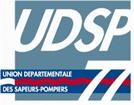 UDSP
UNION DEPARTEMENTALE
DES SAPEURS-POMPIERS
77